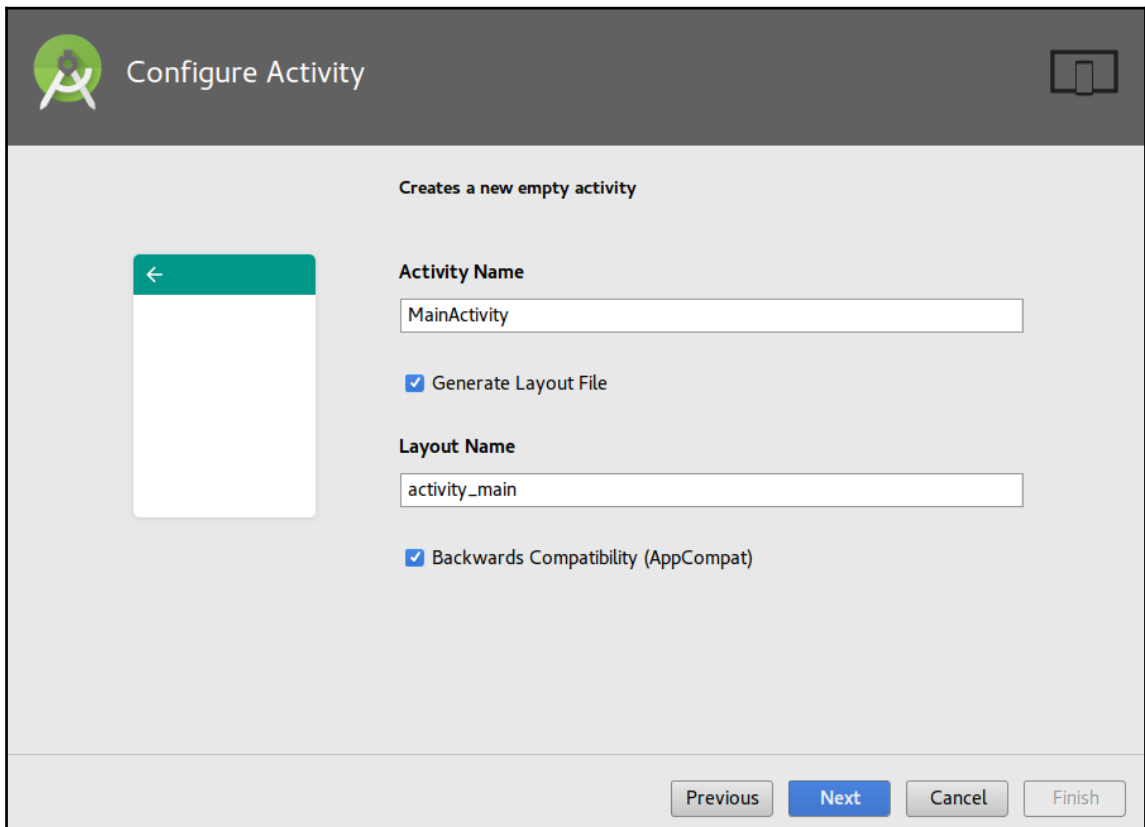 Configure Activity
Creates a new empty activity
Activity Name
MainActivity
Generate Layout File
Layout Name
activity_main
Backwards Compatibility (AppCompat)
Previous Next Cancel Finish